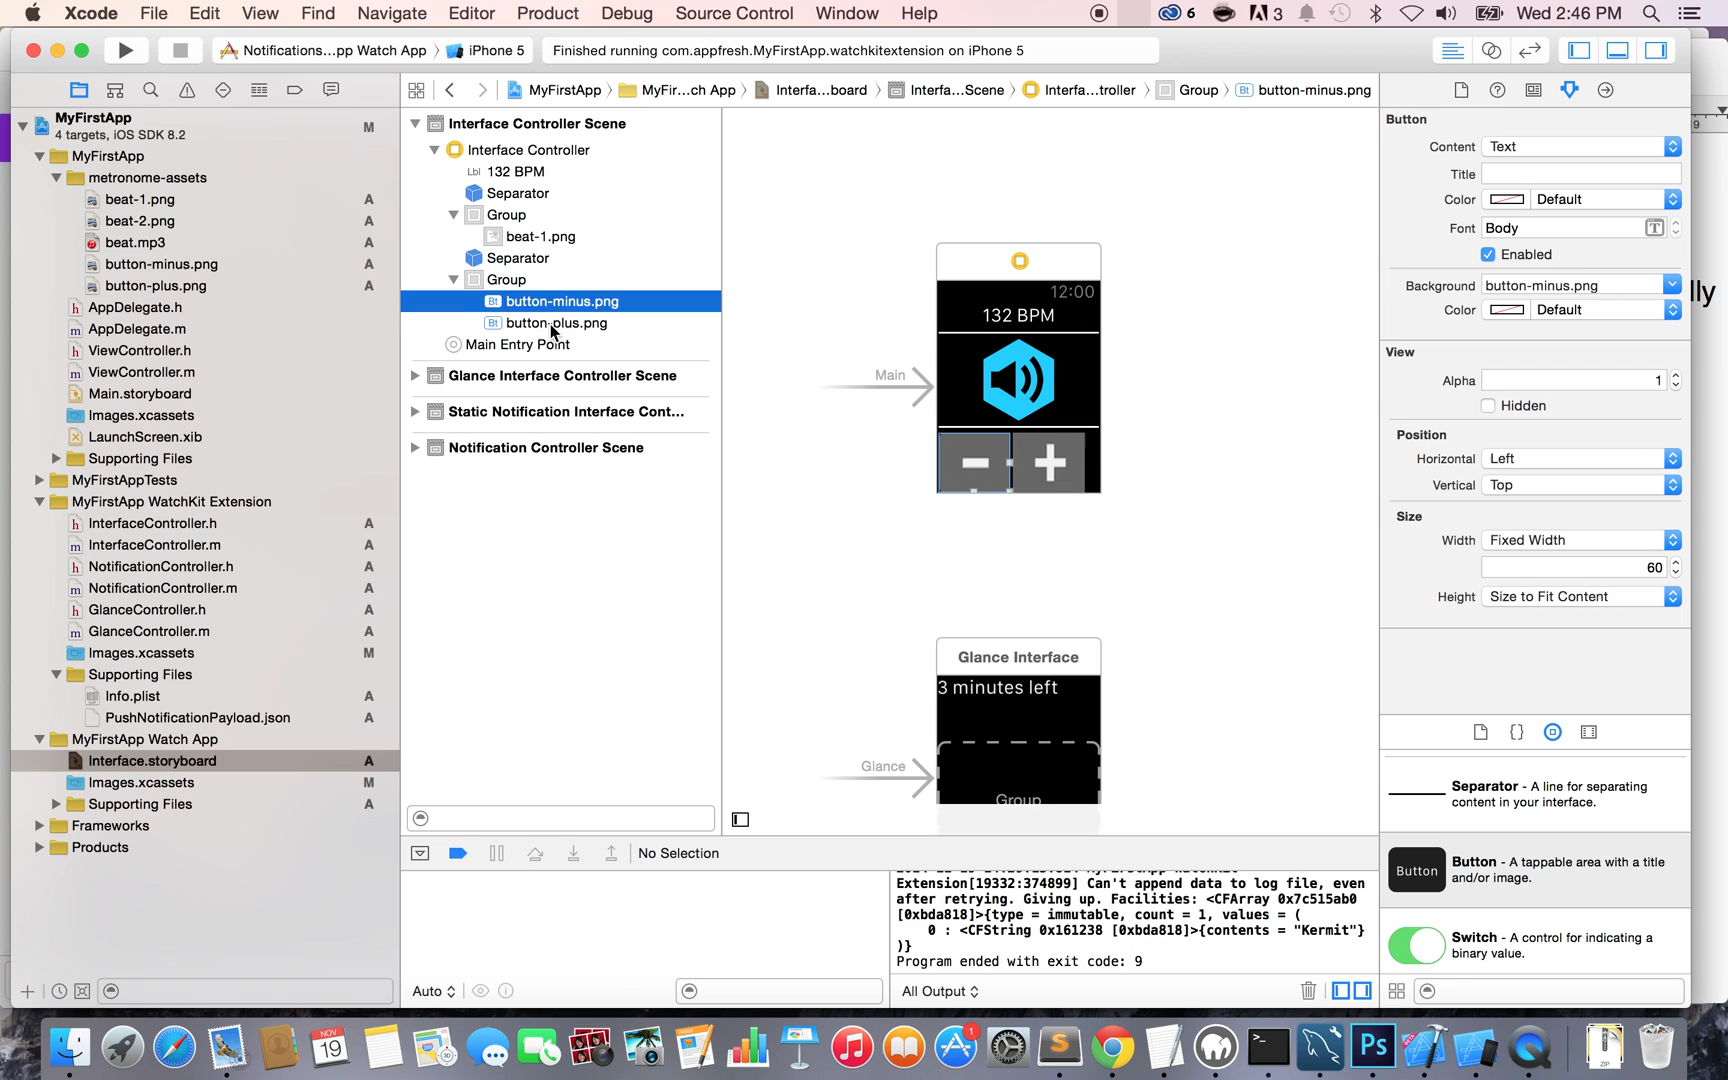 Xcode File Edit View Find Navigate Editor Product Debug Source Control Window Help 6 3 Wed 2:46 PM
Notifications...pp Watch App iPhone 5 Finished running com.appfresh.MyFirstApp.watchkitextension on iPhone 5
MyFirstApp MyFir...ch App Interfa...board Interfa...Scene Interfa...troller Group Bt button-minus.png
MyFirstApp M
4 targets, iOS SDK 8.2
MyFirstApp
metronome-assets
beat-1.png A
beat-2.png A
beat.mp3 A
button-minus.png A
button-plus.png A
h AppDelegate.h
m AppDelegate.m
h ViewController.h
m ViewController.m
Main.storyboard
Images.xcassets
LaunchScreen.xib
Supporting Files
MyFirstAppTests
MyFirstApp WatchKit Extension
h InterfaceController.h A
m InterfaceController.m A
h NotificationController.h A
m NotificationController.m A
h GlanceController.h A
m GlanceController.m A
Images.xcassets M
Supporting Files
Info.plist A
PushNotificationPayload.json A
MyFirstApp Watch App
Interface.storyboard A
Images.xcassets M
Supporting Files A
Frameworks
Products
Interface Controller Scene
Interface Controller
Lbl 132 BPM
Separator
Group
beat-1.png
Separator
Group
Bt button-minus.png
Bt button-plus.png
Main Entry Point
Glance Interface Controller Scene
Static Notification Interface Cont...
Notification Controller Scene
12:00
132 BPM
Main
Glance Interface
3 minutes left
Glance
Group
Button
Content Text
Title
Color Default
Font Body T
Enabled
Background button-minus.png
Color Default
View
Alpha 1
Hidden
Position
Horizontal Left
Vertical Top
Size
Width Fixed Width
60
Height Size to Fit Content
Separator - A line for separating
content in your interface.
Button Button - A tappable area with a title
and/or image.
Switch - A control for indicating a
binary value.
9
lly
No Selection
Extension[19332:374899] Can't append data to log file, even
after retrying. Giving up. Facilities: <CFArray 0x7c515ab0
[0xbda818]>{type = immutable, count = 1, values = (
0 : <CFString 0x161238 [0xbda818]>{contents = "Kermit"}
)}
Program ended with exit code: 9
Auto All Output
NOV
19
1
S
Ps
ZIP